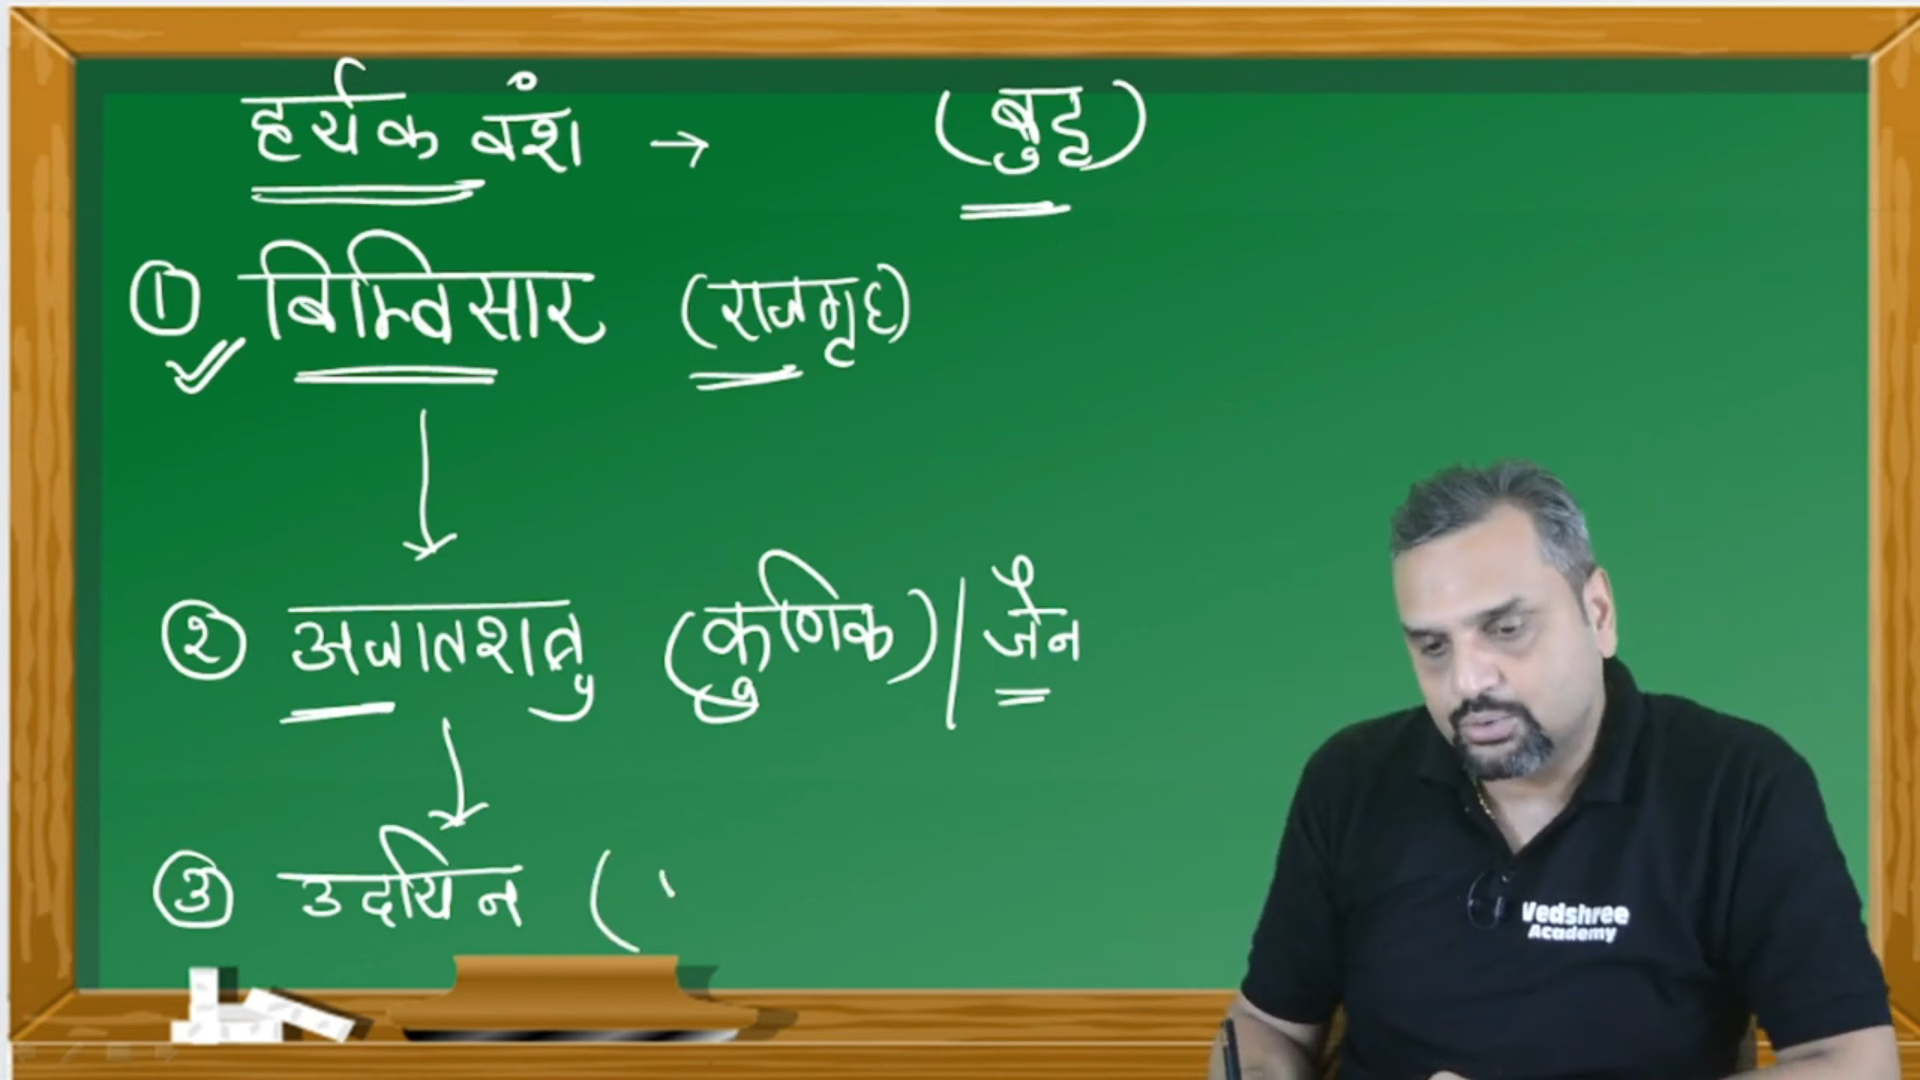 हर्यक वंश → (बुद्ध)
① बिम्बिसार (राजगृह)
② अजातशत्रु (कुणिक) / जैन
③ उदयिन (
Vedshree
Academy